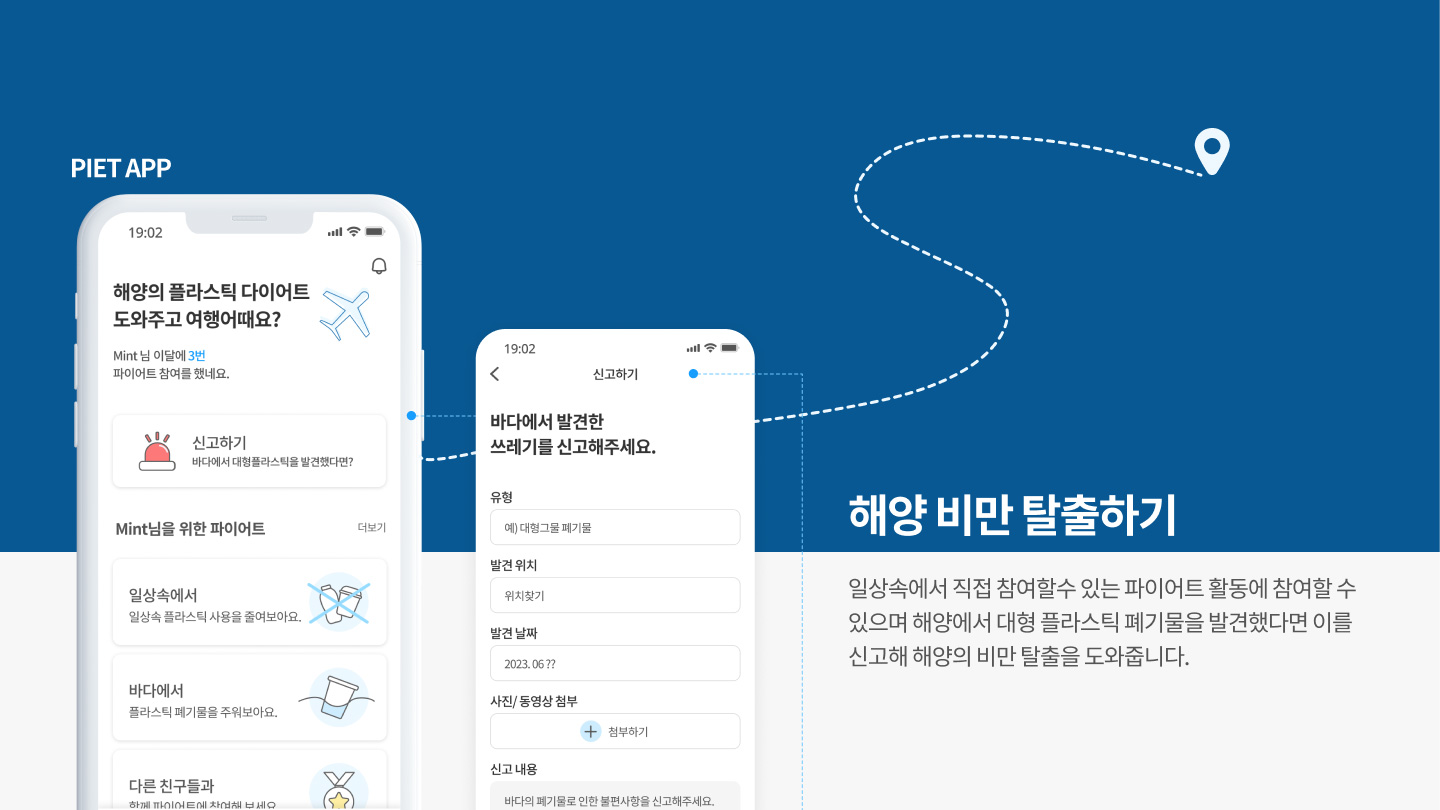 PIET APP
19:02
해양의 플라스틱 다이어트
도와주고 여행어때요?
Mint 님 이달에 3번
파이어트 참여를 했네요.
신고하기
바다에서 대형플라스틱을 발견했다면?
Mint님을 위한 파이어트
더보기
일상속에서
일상속 플라스틱 사용을 줄여보아요.
바다에서
플라스틱 폐기물을 주워보아요.
다른 친구들과
함께 파이어트에 참여해 보세요
19:02
신고하기
바다에서 발견한
쓰레기를 신고해주세요.
유형
예) 대형그물 폐기물
발견 위치
위치찾기
발견 날짜
2023. 06 ??
사진/ 동영상 첨부
첨부하기
신고 내용
바다의 폐기물로 인한 불편사항을 신고해주세요.
해양 비만 탈출하기
일상속에서 직접 참여할수 있는 파이어트 활동에 참여할 수
있으며 해양에서 대형 플라스틱 폐기물을 발견했다면 이를
신고해 해양의 비만 탈출을 도와줍니다.